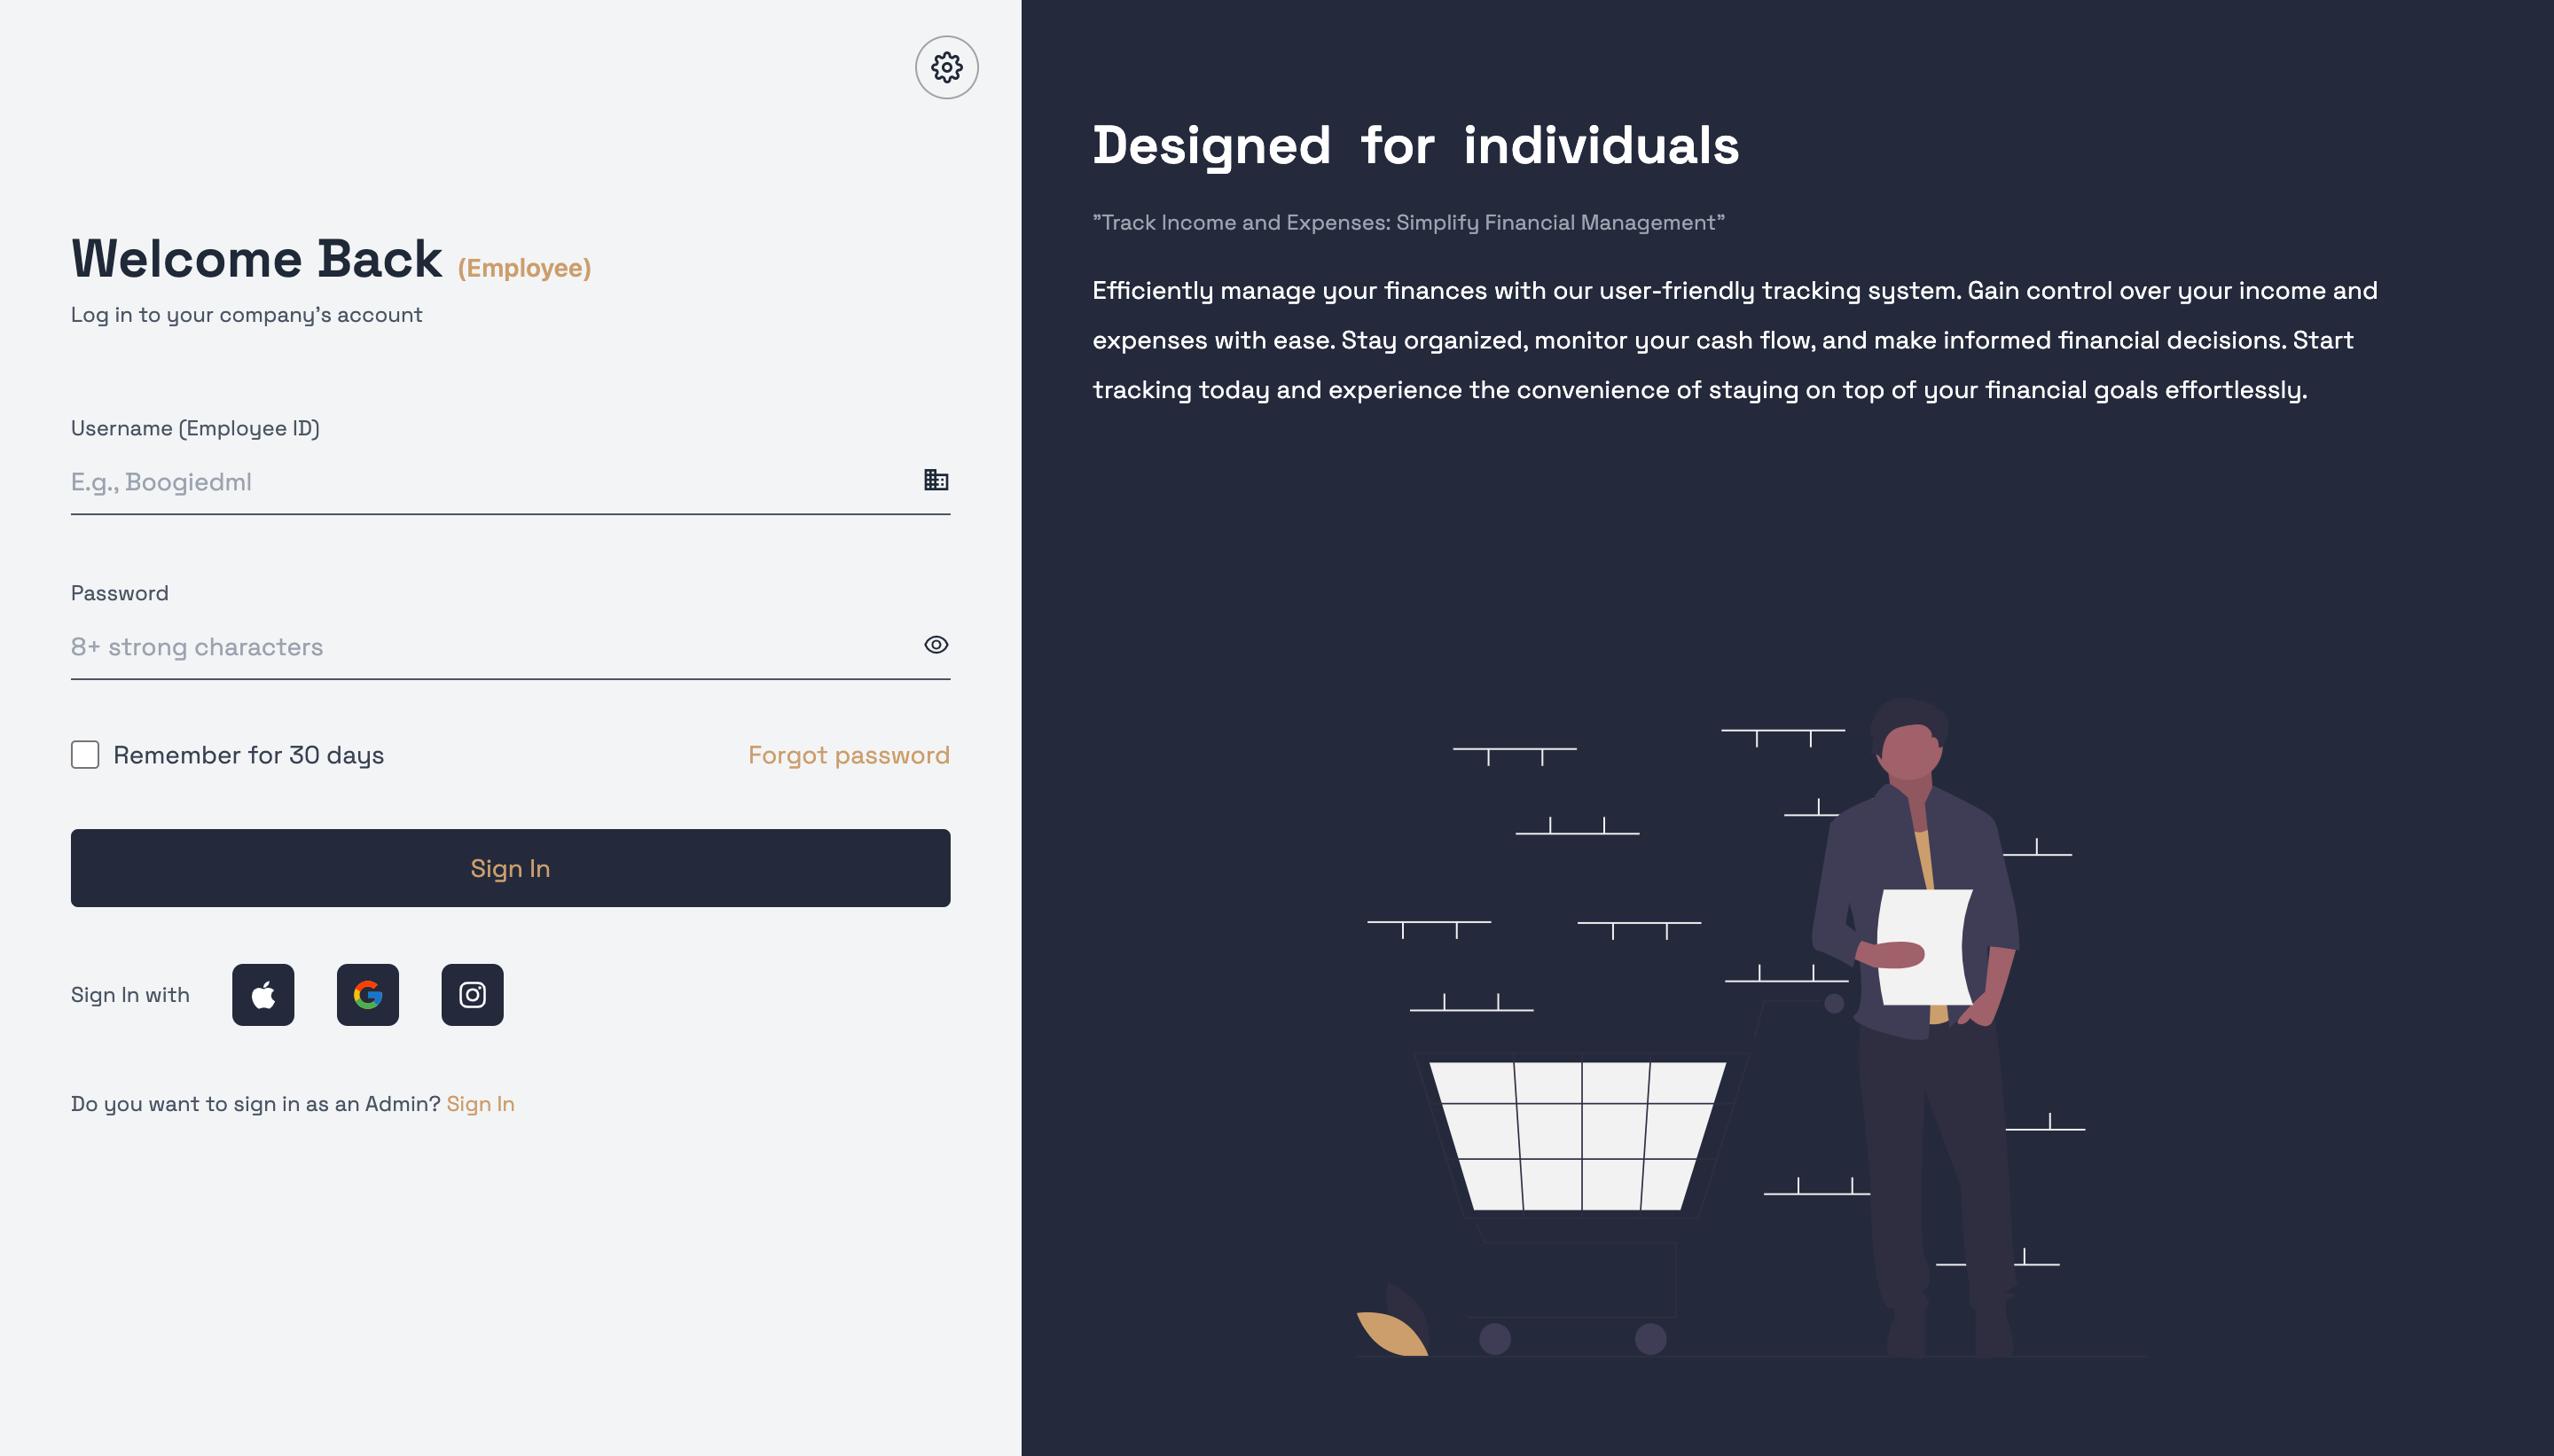 Welcome Back (Employee)
Log in to your company's account
Username (Employee ID)
E.g., Boogiedml
Password
8+ strong characters
Remember for 30 days
Forgot password
Sign In
Sign In with
Do you want to sign in as an Admin? Sign In
Designed for individuals
"Track Income and Expenses: Simplify Financial Management"
Efficiently manage your finances with our user-friendly tracking system. Gain control over your income and
expenses with ease. Stay organized, monitor your cash flow, and make informed financial decisions. Start
tracking today and experience the convenience of staying on top of your financial goals effortlessly.